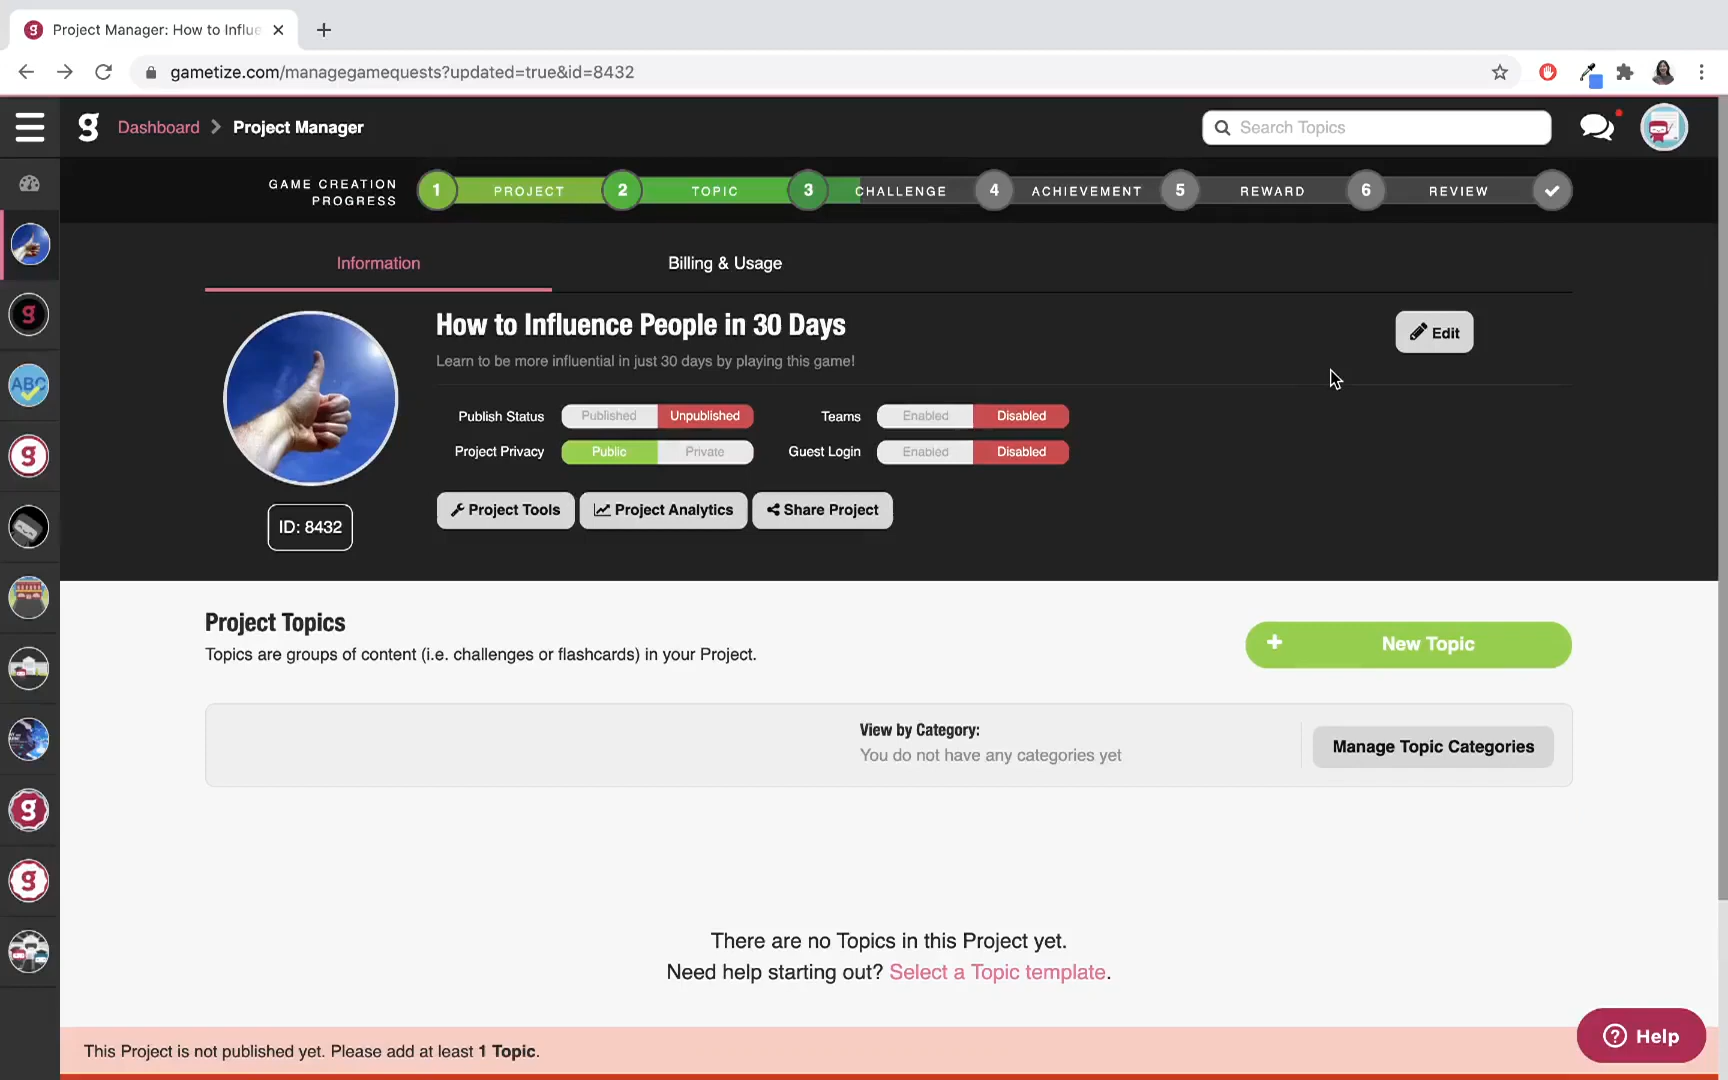 Project Manager: How to Influe
gametize.com/managegamequests?updated=true&id=8432
g
Dashboard
Project Manager
Search Topics
GAME CREATION
PROGRESS
1
PROJECT
2
TOPIC
3
CHALLENGE
4
ACHIEVEMENT
5
REWARD
6
REVIEW
Information
Billing & Usage
How to Influence People in 30 Days
Edit
Learn to be more influential in just 30 days by playing this game!
Publish Status
Published
Unpublished
Teams
Enabled
Disabled
Project Privacy
Public
Private
Guest Login
Enabled
Disabled
Project Tools
Project Analytics
Share Project
ID: 8432
g
ABC
g
g
g
Project Topics
Topics are groups of content (i.e. challenges or flashcards) in your Project.
New Topic
View by Category:
You do not have any categories yet
Manage Topic Categories
There are no Topics in this Project yet.
Need help starting out? Select a Topic template.
This Project is not published yet. Please add at least 1 Topic.
Help